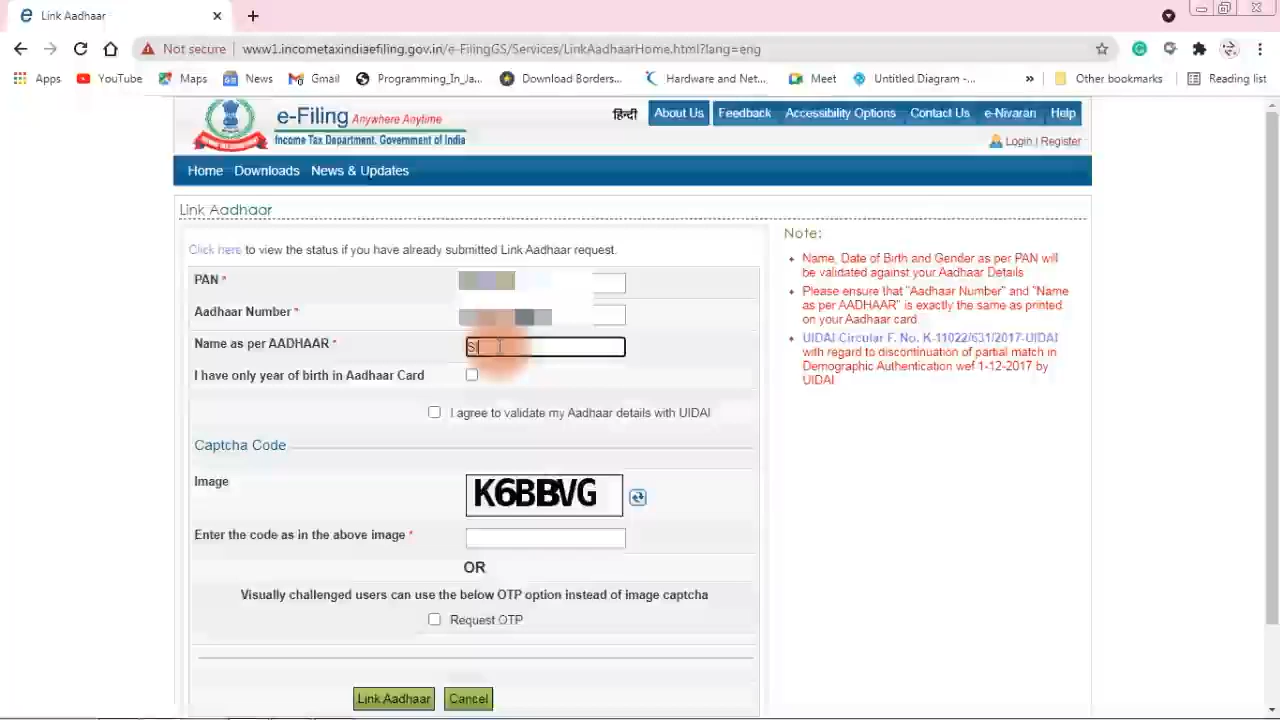 Link Aadhaar
Not secure www1.incometaxindiaefiling.gov.in/e-FilingGS/Services/LinkAadhaarHome.html?lang=eng
Apps YouTube Maps News Gmail Programming_In_Ja... Download Borders... Hardware and Net... Meet Untitled Diagram -... » Other bookmarks Reading list
e-Filing Anywhere Anytime
Income Tax Department, Government of India
हिन्दी About Us Feedback Accessibility Options Contact Us e-Nivaran Help
Login | Register
Home Downloads News & Updates
Link Aadhaar
Click here to view the status if you have already submitted Link Aadhaar request.
PAN *
Aadhaar Number *
Name as per AADHAAR *
S
I have only year of birth in Aadhaar Card
I agree to validate my Aadhaar details with UIDAI
Captcha Code
Image
K6BBVG
Enter the code as in the above image *
OR
Visually challenged users can use the below OTP option instead of image captcha
Request OTP
Link Aadhaar Cancel
Note:
Name, Date of Birth and Gender as per PAN will
be validated against your Aadhaar Details
Please ensure that "Aadhaar Number" and "Name
as per AADHAAR" is exactly the same as printed
on your Aadhaar card
UIDAI Circular F. No. K-11022/631/2017-UIDAI
with regard to discontinuation of partial match in
Demographic Authentication wef 1-12-2017 by
UIDAI